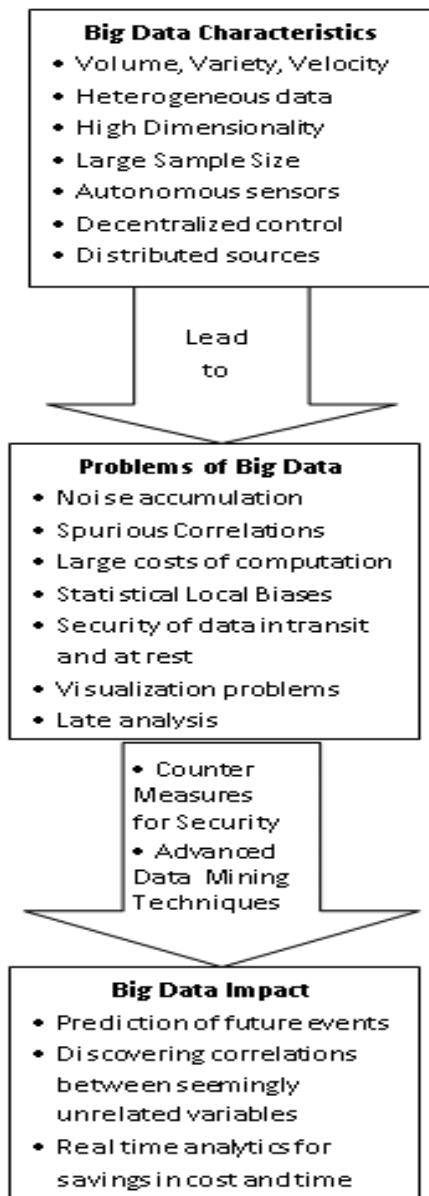 Big Data Characteristics
• Volume, Variety, Velocity
• Heterogeneous data
• High Dimensionality
• Large Sample Size
• Autonomous sensors
• Decentralized control
• Distributed sources
Lead
to
Problems of Big Data
• Noise accumulation
• Spurious Correlations
• Large costs of computation
• Statistical Local Biases
• Security of data in transit
and at rest
• Visualization problems
• Late analysis
• Counter
Measures
for Security
• Advanced
Data Mining
Techniques
Big Data Impact
• Prediction of future events
• Discovering correlations
between seemingly
unrelated variables
• Real time analytics for
savings in cost and time